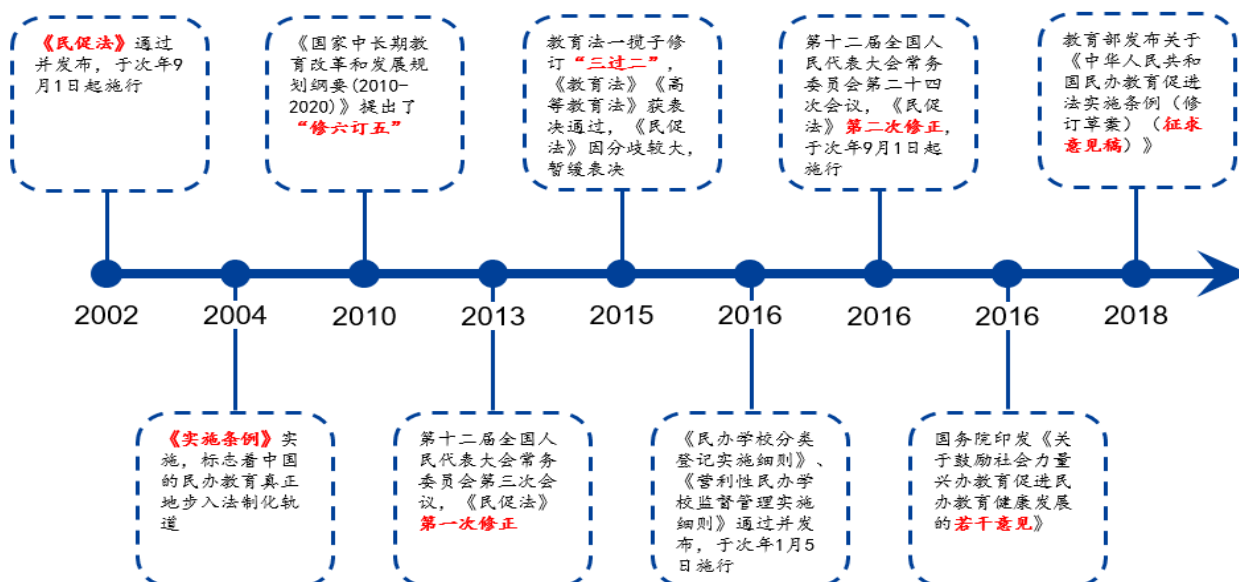 《民促法》通过
并发布，于次年9
月1日起施行
《国家中长期教
育改革和发展规
划纲要(2010-
2020)》提出了
“修六订五”
教育法一揽子修
订“三过二”，
《教育法》《高
等教育法》获表
决通过，《民促
法》因分歧较大，
暂缓表决
第十二届全国人
民代表大会常务
委员会第二十四
次会议，《民促
法》第二次修正，
于次年9月1日起
施行
教育部发布关于
《中华人民共和
国民办教育促进
法实施条例（修
订草案）（征求
意见稿）》
2002
2004
2010
2013
2015
2016
2016
2016
2018
《实施条例》实
施，标志着中国
的民办教育真正
地步入法制化轨
道
第十二届全国人
民代表大会常务
委员会第三次会
议，《民促法》
第一次修正
《民办学校分类
登记实施细则》、
《营利性民办学
校监督管理实施
细则》通过并发
布，于次年1月5
日施行
国务院印发《关
于鼓励社会力量
兴办教育促进民
办教育健康发展
的若干意见》